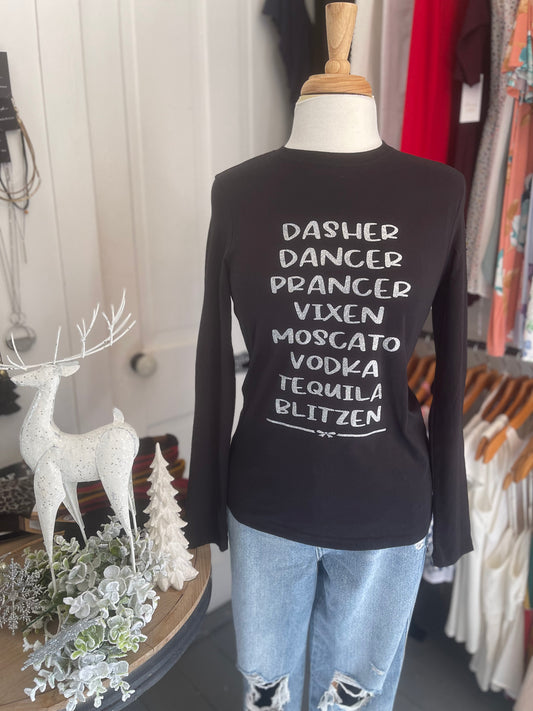 DASHER
DANCER
PRANCER
VIXEN
MOSCATO
VODKA
TEQUILA
BLITZEN